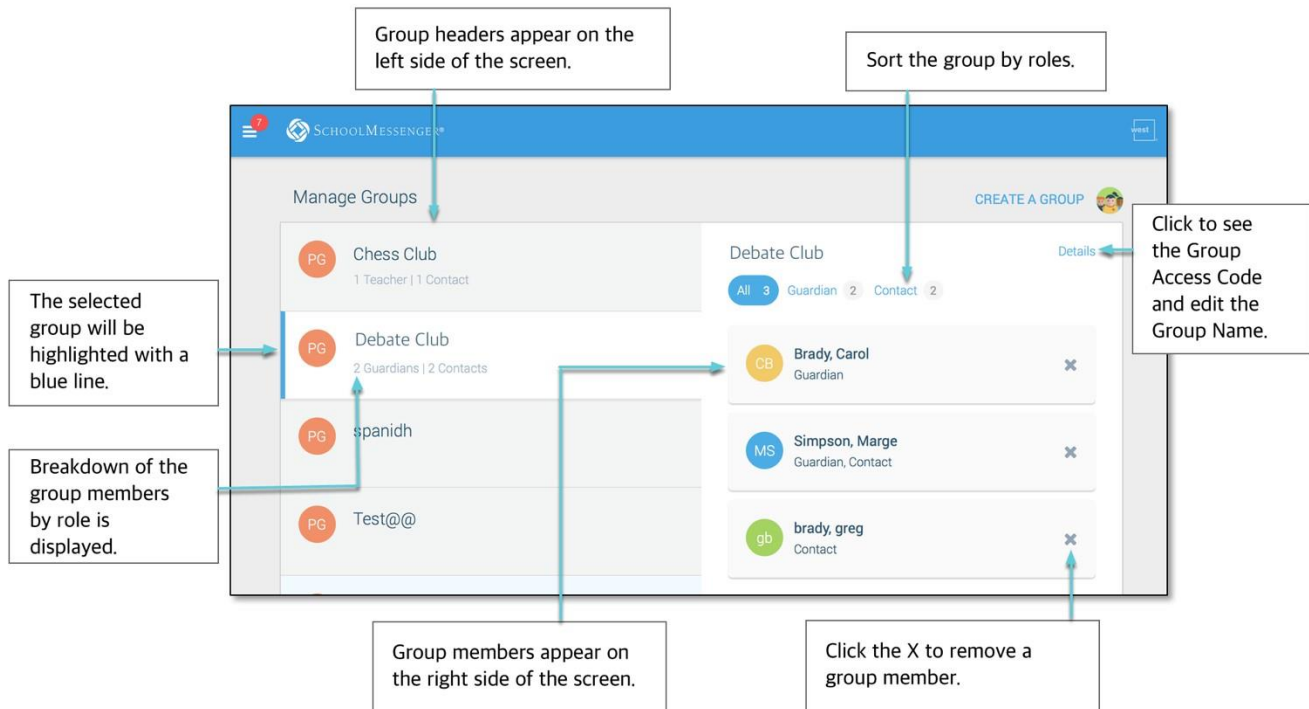 Group headers appear on the
left side of the screen.
Sort the group by roles.
7
SCHOOLMESSENGER®
west
Manage Groups
CREATE A GROUP
PG
Chess Club
1 Teacher | 1 Contact
Debate Club
Details
All 3 Guardian 2 Contact 2
Click to see
the Group
Access Code
and edit the
Group Name.
The selected
group will be
highlighted with a
blue line.
PG
Debate Club
2 Guardians | 2 Contacts
CB
Brady, Carol
Guardian
PG
spanidh
MS
Simpson, Marge
Guardian, Contact
Breakdown of the
group members
by role is
displayed.
PG
Test@@
gb
brady, greg
Contact
Group members appear on
the right side of the screen.
Click the X to remove a
group member.